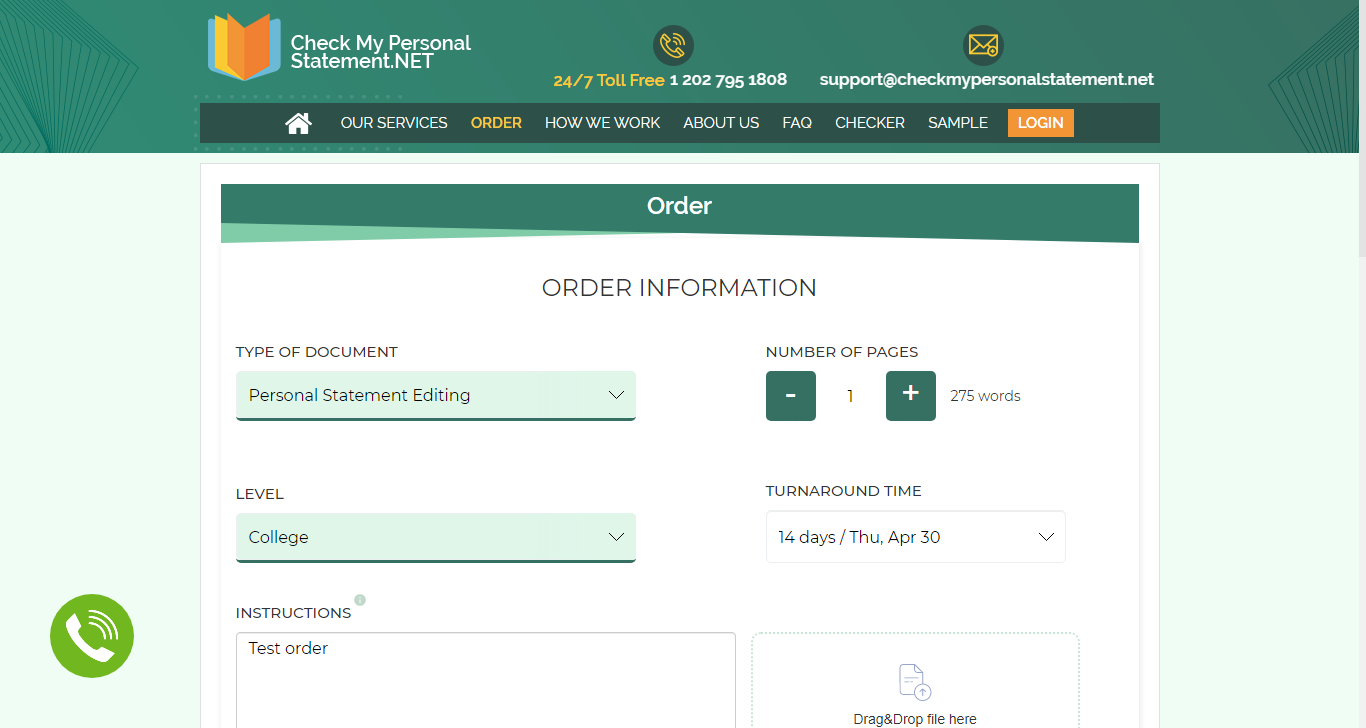 Check My Personal
Statement.NET
24/7 Toll Free 1 202 795 1808
support@checkmypersonalstatement.net
OUR SERVICES ORDER HOW WE WORK ABOUT US FAQ CHECKER SAMPLE LOGIN
Order
ORDER INFORMATION
TYPE OF DOCUMENT
Personal Statement Editing
NUMBER OF PAGES
- 1 + 275 words
LEVEL
College
TURNAROUND TIME
14 days / Thu, Apr 30
INSTRUCTIONS
Test order
Drag&Drop file here